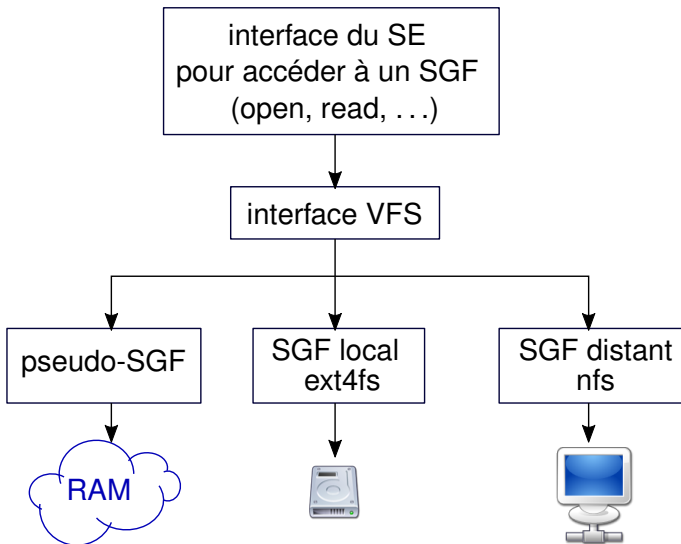 interface du SE
pour accéder à un SGF
(open, read, ...)
interface VFS
pseudo-SGF
SGF local
ext4fs
SGF distant
nfs
RAM